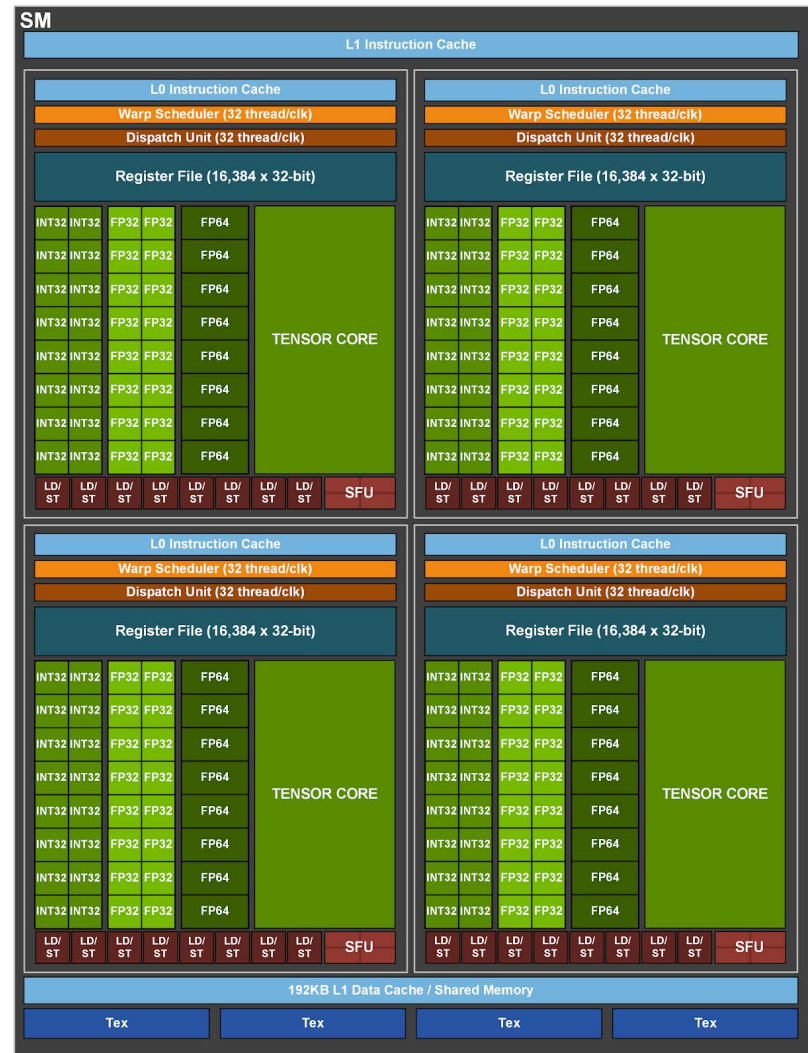 SM
L1 Instruction Cache
L0 Instruction Cache
Warp Scheduler (32 thread/clk)
Dispatch Unit (32 thread/clk)
Register File (16,384 x 32-bit)
INT32 INT32 FP32 FP32 FP64
INT32 INT32 FP32 FP32 FP64
INT32 INT32 FP32 FP32 FP64
INT32 INT32 FP32 FP32 FP64
TENSOR CORE
INT32 INT32 FP32 FP32 FP64
INT32 INT32 FP32 FP32 FP64
INT32 INT32 FP32 FP32 FP64
INT32 INT32 FP32 FP32 FP64
LD/ LD/ LD/ LD/ LD/ LD/ LD/ LD/ SFU
ST ST ST ST ST ST ST ST
L0 Instruction Cache
Warp Scheduler (32 thread/clk)
Dispatch Unit (32 thread/clk)
Register File (16,384 x 32-bit)
INT32 INT32 FP32 FP32 FP64
INT32 INT32 FP32 FP32 FP64
INT32 INT32 FP32 FP32 FP64
INT32 INT32 FP32 FP32 FP64
TENSOR CORE
INT32 INT32 FP32 FP32 FP64
INT32 INT32 FP32 FP32 FP64
INT32 INT32 FP32 FP32 FP64
INT32 INT32 FP32 FP32 FP64
LD/ LD/ LD/ LD/ LD/ LD/ LD/ LD/ SFU
ST ST ST ST ST ST ST ST
L0 Instruction Cache
Warp Scheduler (32 thread/clk)
Dispatch Unit (32 thread/clk)
Register File (16,384 x 32-bit)
INT32 INT32 FP32 FP32 FP64
INT32 INT32 FP32 FP32 FP64
INT32 INT32 FP32 FP32 FP64
INT32 INT32 FP32 FP32 FP64
TENSOR CORE
INT32 INT32 FP32 FP32 FP64
INT32 INT32 FP32 FP32 FP64
INT32 INT32 FP32 FP32 FP64
INT32 INT32 FP32 FP32 FP64
LD/ LD/ LD/ LD/ LD/ LD/ LD/ LD/ SFU
ST ST ST ST ST ST ST ST
L0 Instruction Cache
Warp Scheduler (32 thread/clk)
Dispatch Unit (32 thread/clk)
Register File (16,384 x 32-bit)
INT32 INT32 FP32 FP32 FP64
INT32 INT32 FP32 FP32 FP64
INT32 INT32 FP32 FP32 FP64
INT32 INT32 FP32 FP32 FP64
TENSOR CORE
INT32 INT32 FP32 FP32 FP64
INT32 INT32 FP32 FP32 FP64
INT32 INT32 FP32 FP32 FP64
INT32 INT32 FP32 FP32 FP64
LD/ LD/ LD/ LD/ LD/ LD/ LD/ LD/ SFU
ST ST ST ST ST ST ST ST
192KB L1 Data Cache / Shared Memory
Tex Tex Tex Tex